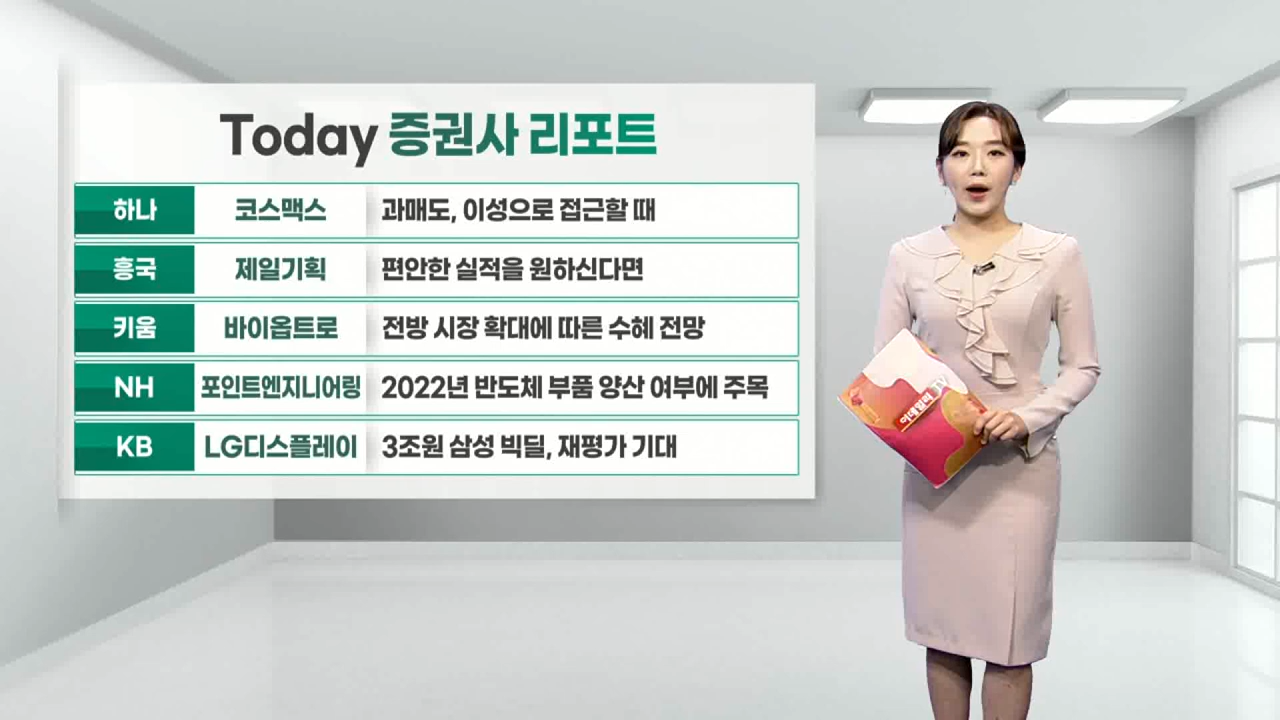 Today 증권사 리포트
하나 코스맥스 과매도, 이성으로 접근할 때
흥국 제일기획 편안한 실적을 원하신다면
키움 바이옵트로 전방 시장 확대에 따른 수혜 전망
NH 포인트엔지니어링 2022년 반도체 부품 양산 여부에 주목
KB LG디스플레이 3조원 삼성 빅딜, 재평가 기대
이데일리 TV